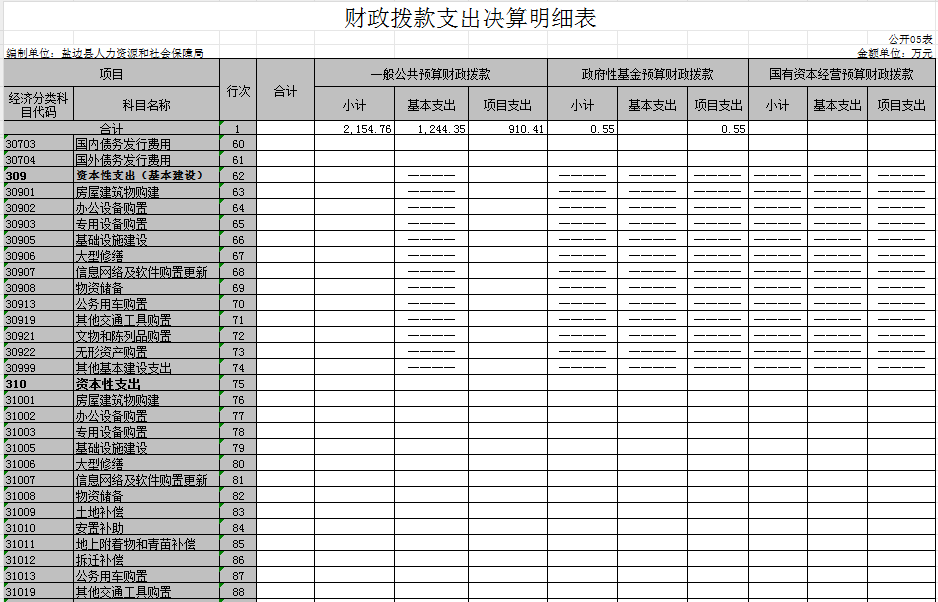 财政拨款支出决算明细表
公开05表
编制单位：盐边县人力资源和社会保障局 金额单位：万元
项目 行次 合计 一般公共预算财政拨款 政府性基金预算财政拨款 国有资本经营预算财政拨款
经济分类科目代码 科目名称 小计 基本支出 项目支出 小计 基本支出 项目支出 小计 基本支出 项目支出
合计 1 2,154.76 1,244.35 910.41 0.55 0.55
30703 国内债务发行费用 60
30704 国外债务发行费用 61
309 资本性支出（基本建设） 62 ———— ———— ———— ———— ———— ———— ————
30901 房屋建筑物购建 63 ———— ———— ———— ———— ———— ———— ————
30902 办公设备购置 64 ———— ———— ———— ———— ———— ———— ————
30903 专用设备购置 65 ———— ———— ———— ———— ———— ———— ————
30905 基础设施建设 66 ———— ———— ———— ———— ———— ———— ————
30906 大型修缮 67 ———— ———— ———— ———— ———— ———— ————
30907 信息网络及软件购置更新 68 ———— ———— ———— ———— ———— ———— ————
30908 物资储备 69 ———— ———— ———— ———— ———— ———— ————
30913 公务用车购置 70 ———— ———— ———— ———— ———— ———— ————
30919 其他交通工具购置 71 ———— ———— ———— ———— ———— ———— ————
30921 文物和陈列品购置 72 ———— ———— ———— ———— ———— ———— ————
30922 无形资产购置 73 ———— ———— ———— ———— ———— ———— ————
30999 其他基本建设支出 74 ———— ———— ———— ———— ———— ———— ————
310 资本性支出 75
31001 房屋建筑物购建 76
31002 办公设备购置 77
31003 专用设备购置 78
31005 基础设施建设 79
31006 大型修缮 80
31007 信息网络及软件购置更新 81
31008 物资储备 82
31009 土地补偿 83
31010 安置补助 84
31011 地上附着物和青苗补偿 85
31012 拆迁补偿 86
31013 公务用车购置 87
31019 其他交通工具购置 88